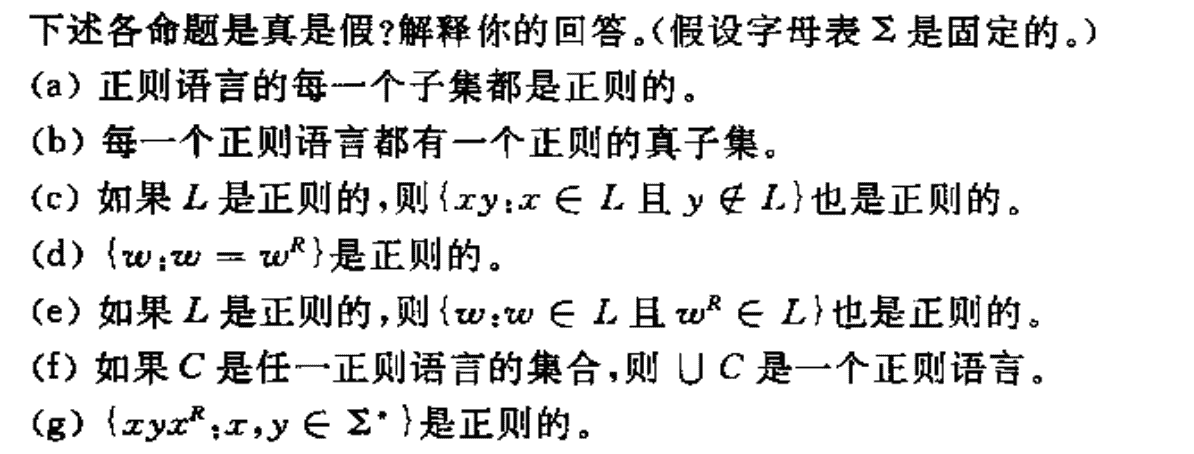 下述各命题是真是假?解释你的回答。(假设字母表 Σ 是固定的。)
(a) 正则语言的每一个子集都是正则的。
(b) 每一个正则语言都有一个正则的真子集。
(c) 如果 L 是正则的,则{xy:x ∈ L 且 y ∉ L}也是正则的。
(d) {w:w = wᴿ}是正则的。
(e) 如果 L 是正则的,则{w:w ∈ L 且 wᴿ ∈ L}也是正则的。
(f) 如果 C 是任一正则语言的集合,则 ∪ C 是一个正则语言。
(g) {xyxᴿ:x,y ∈ Σ*}是正则的。